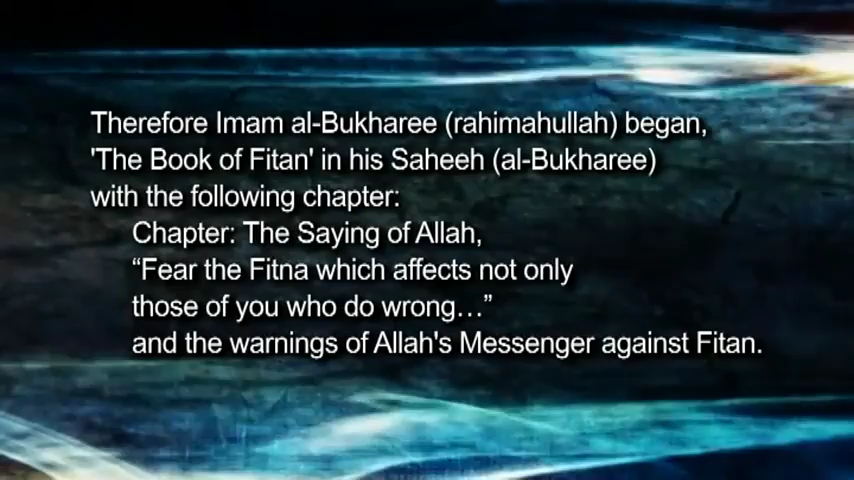 Therefore Imam al-Bukharee (rahimahullah) began,
'The Book of Fitan' in his Saheeh (al-Bukharee)
with the following chapter:
Chapter: The Saying of Allah,
“Fear the Fitna which affects not only
those of you who do wrong…”
and the warnings of Allah's Messenger against Fitan.